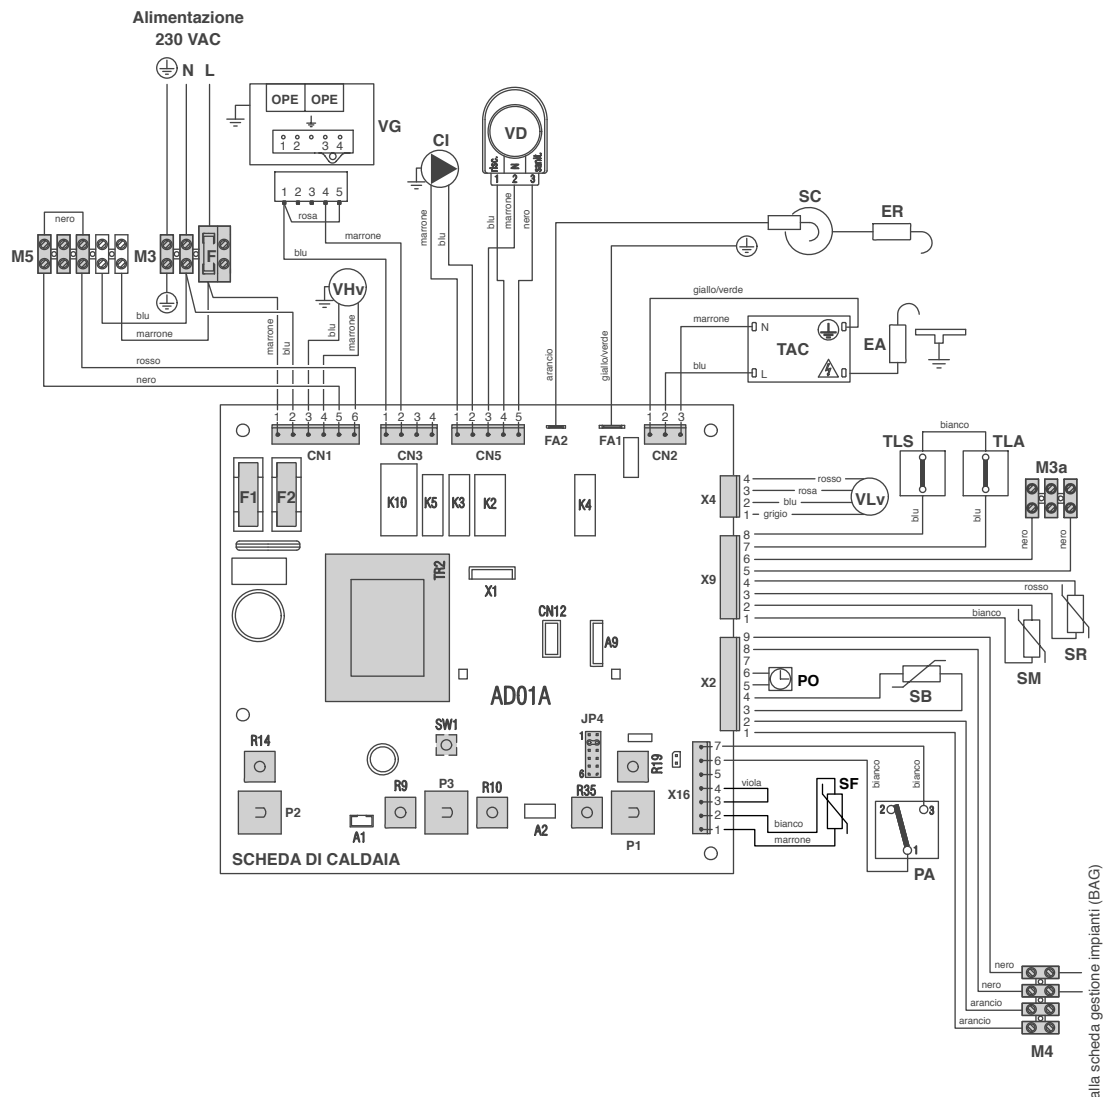 Alimentazione
230 VAC
N L
OPE OPE
1 2 3 4
VG
1 2 3 4 5
rosa
marrone
blu
CI
marrone
blu
VD
risc. N sanit.
1 2 3
blu
marrone
nero
SC
ER
arancio
giallo/verde
nero
M5
M3
F
blu
marrone
rosso
nero
marrone
blu
VHv
blu
marrone
giallo/verde
marrone
N
TAC
blu
L
EA
1 2 3 4 5 6
CN1
1 2 3 4
CN3
1 2 3 4 5
CN5
FA2
FA1
1 2 3
CN2
F1
F2
K10
K5
K3
K2
K4
TR2
X1
CN12
A9
AD01A
SW1
JP4
1
6
R14
P2
R9
P3
R10
R35
R19
A1
A2
P1
SCHEDA DI CALDAIA
X4
4 rosso
3 rosa
2 blu
1 grigio
VLv
TLS
bianco
TLA
blu
blu
M3a
nero
nero
X9
8
7
6
5
4
3 rosso
2
1 bianco
SR
SM
X2
9
8
7
6
5
4
3
2
1
PO
SB
X16
7
6
5
4 viola
3
2 bianco
1 marrone
SF
bianco
bianco
2
3
1
PA
nero
nero
arancio
arancio
M4
alla scheda gestione impianti (BAG)